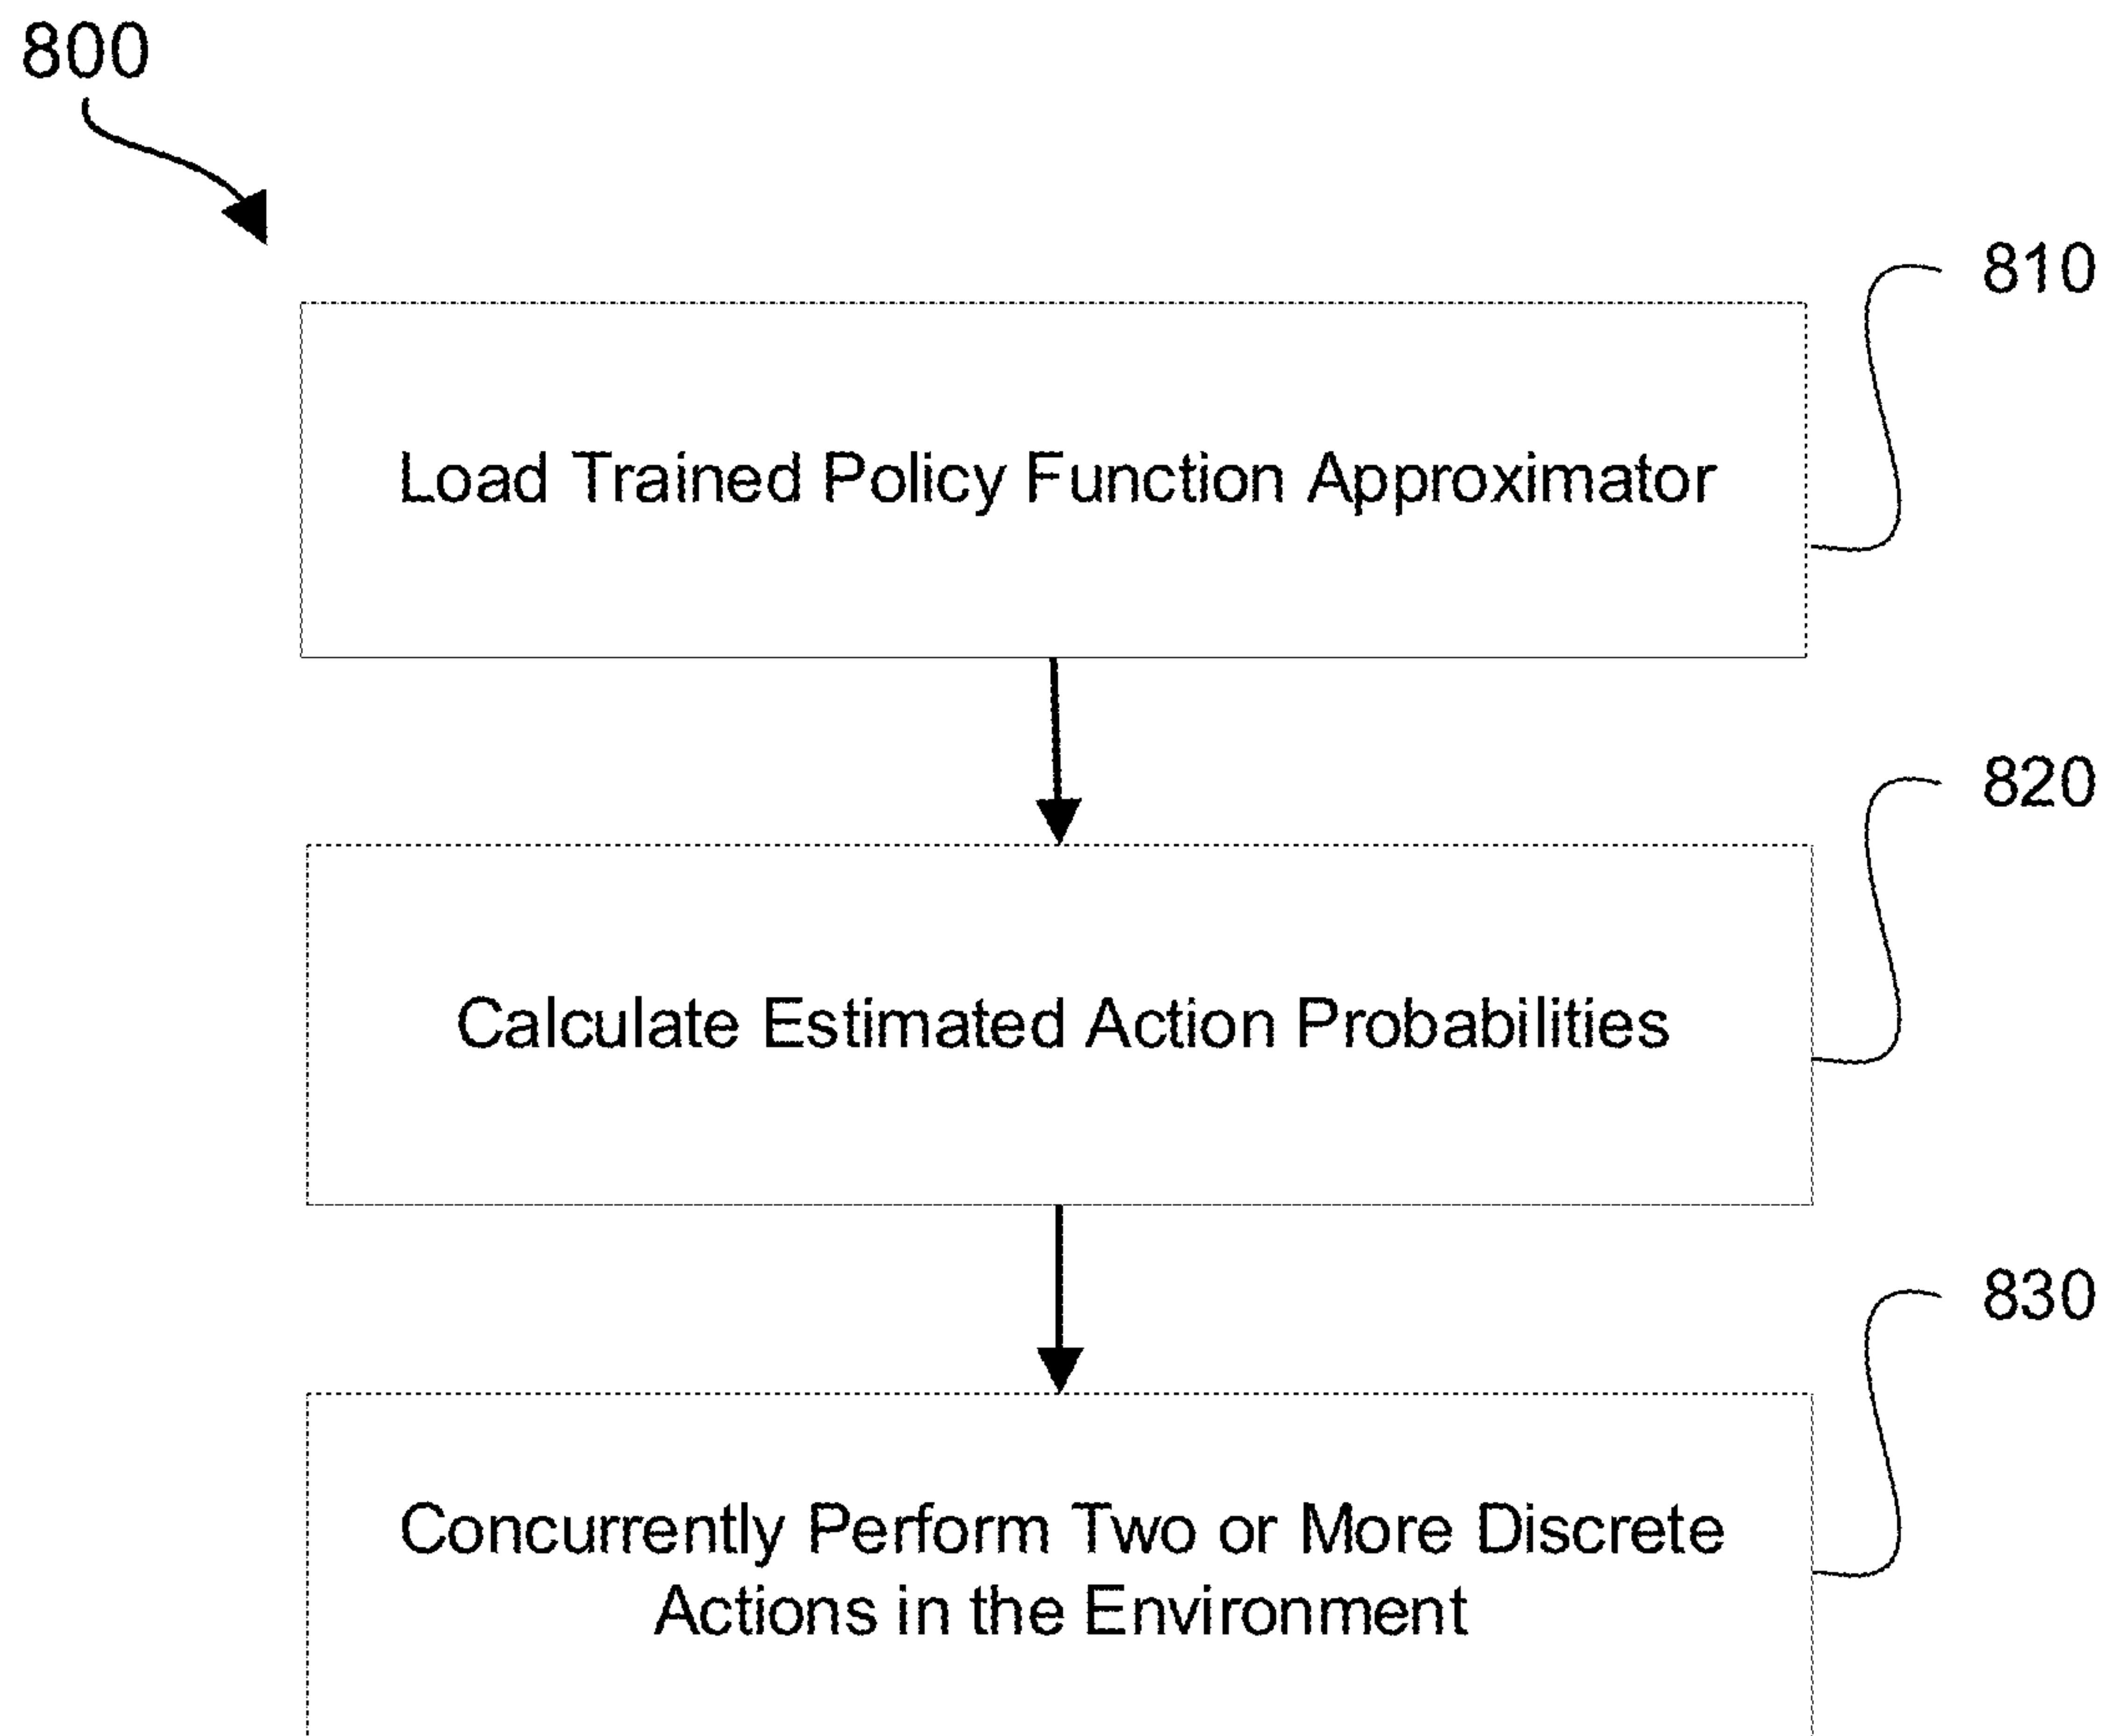 800
810
Load Trained Policy Function Approximator
820
Calculate Estimated Action Probabilities
830
Concurrently Perform Two or More Discrete
Actions in the Environment